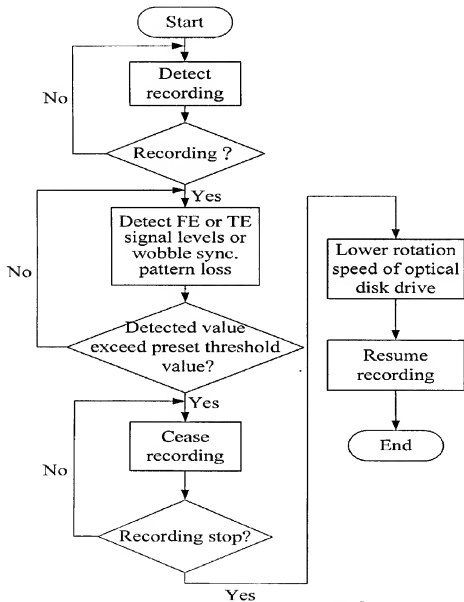 Start
Detect
recording
No
Recording ?
Yes
Detect FE or TE
signal levels or
wobble sync.
pattern loss
No
Detected value
exceed preset threshold
value?
Yes
Cease
recording
No
Recording stop?
Yes
Lower rotation
speed of optical
disk drive
Resume
recording
End